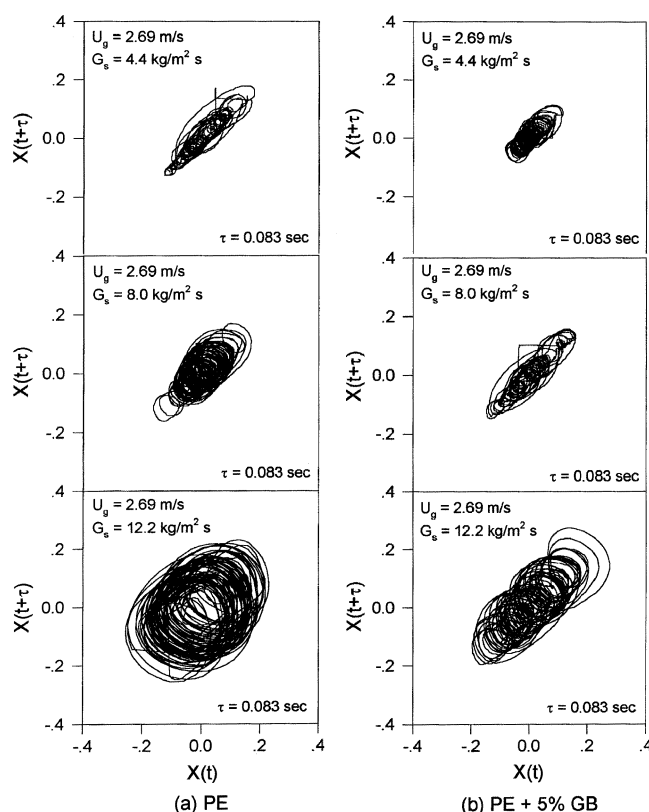 .4
U_g = 2.69 m/s
G_s = 4.4 kg/m² s
.2
0.0
-.2
X(t+τ)
τ = 0.083 sec
U_g = 2.69 m/s
G_s = 4.4 kg/m² s
.2
0.0
-.2
X(t+τ)
τ = 0.083 sec
.4
U_g = 2.69 m/s
G_s = 8.0 kg/m² s
.2
0.0
-.2
X(t+τ)
τ = 0.083 sec
.4
U_g = 2.69 m/s
G_s = 8.0 kg/m² s
.2
0.0
-.2
X(t+τ)
τ = 0.083 sec
.4
U_g = 2.69 m/s
G_s = 12.2 kg/m² s
.2
0.0
-.2
-.4
X(t+τ)
τ = 0.083 sec
-.4 -.2 0.0 .2 .4
X(t)
(a) PE
.4
U_g = 2.69 m/s
G_s = 12.2 kg/m² s
.2
0.0
-.2
-.4
X(t+τ)
τ = 0.083 sec
-.4 -.2 0.0 .2 .4
X(t)
(b) PE + 5% GB